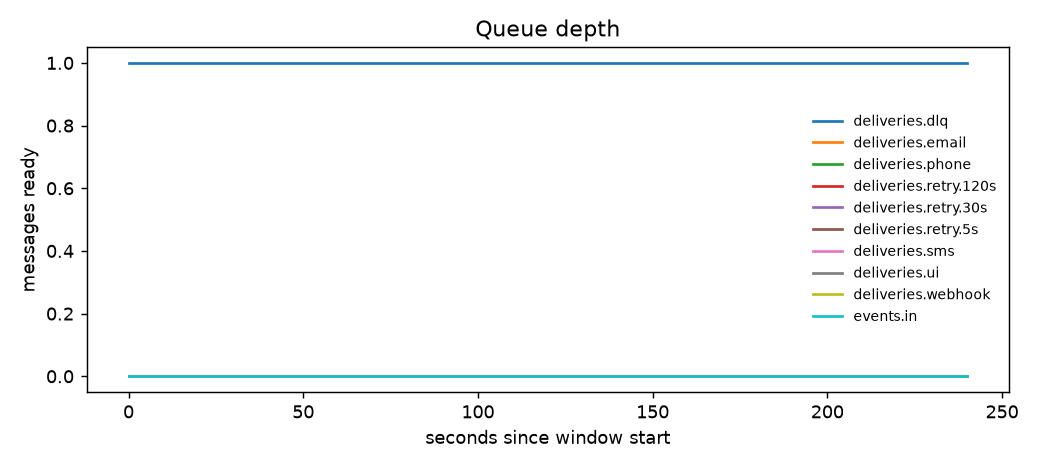 Queue depth
messages ready
1.0
0.8
0.6
0.4
0.2
0.0
deliveries.dlq
deliveries.email
deliveries.phone
deliveries.retry.120s
deliveries.retry.30s
deliveries.retry.5s
deliveries.sms
deliveries.ui
deliveries.webhook
events.in
0 50 100 150 200 250
seconds since window start